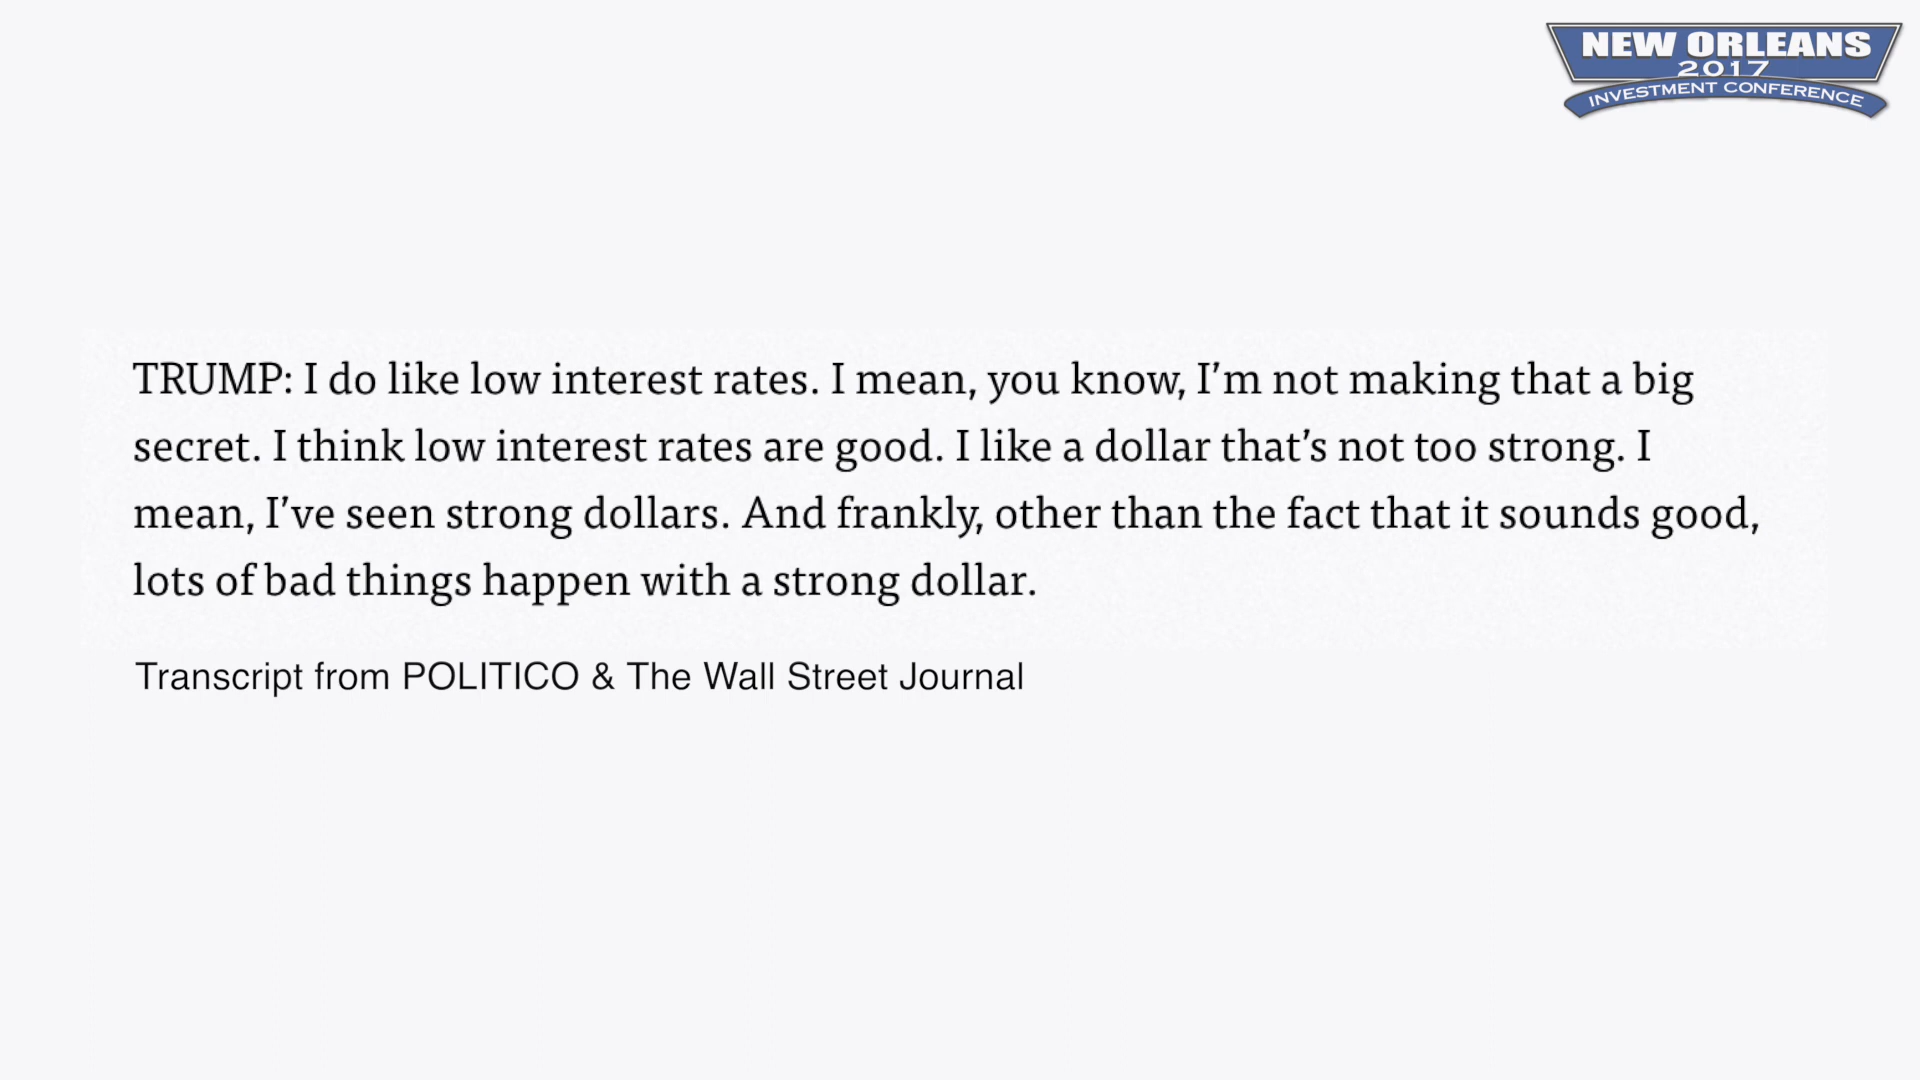 NEW ORLEANS
2017
INVESTMENT CONFERENCE
TRUMP: I do like low interest rates. I mean, you know, I’m not making that a big
secret. I think low interest rates are good. I like a dollar that’s not too strong. I
mean, I’ve seen strong dollars. And frankly, other than the fact that it sounds good,
lots of bad things happen with a strong dollar.
Transcript from POLITICO & The Wall Street Journal